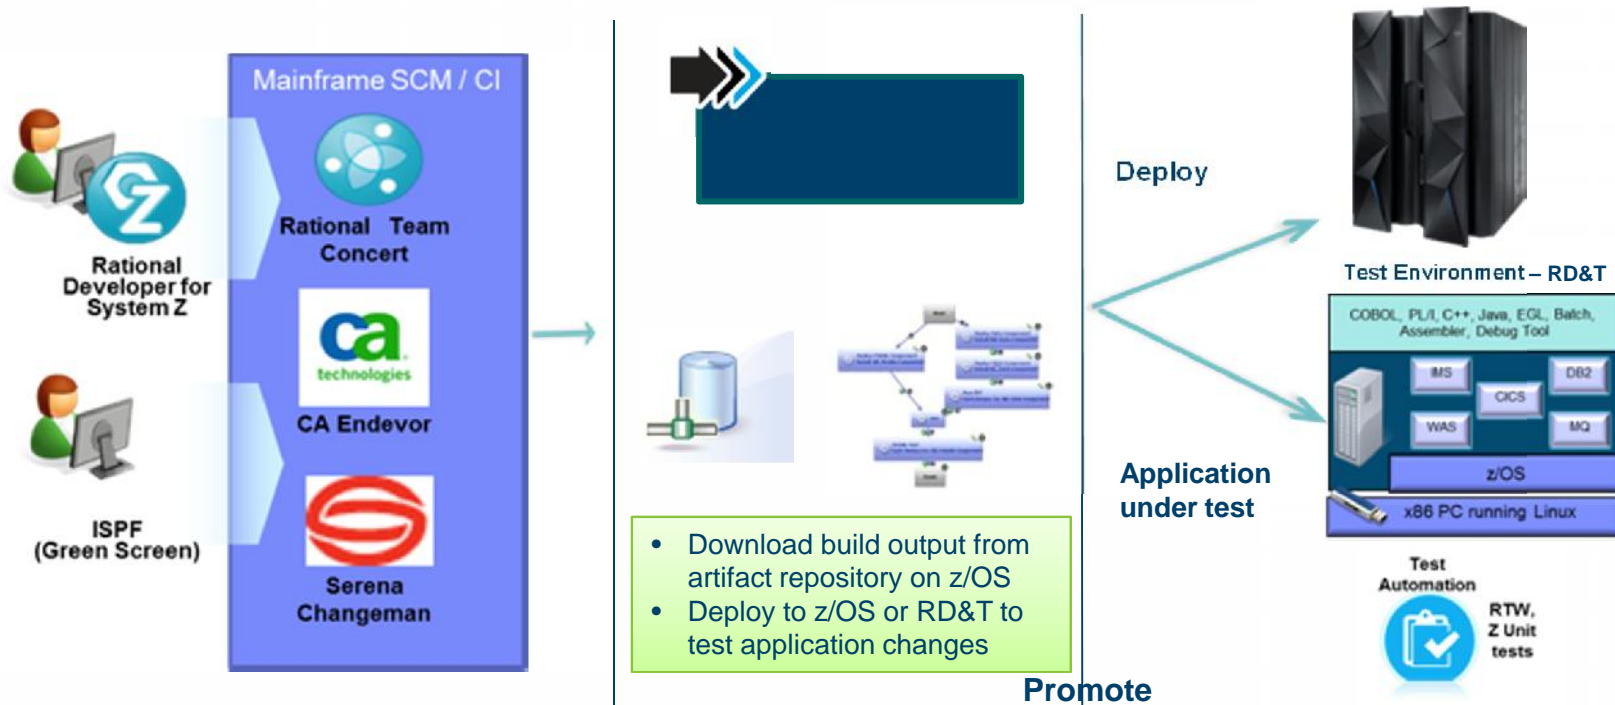 Mainframe SCM / CI
Rational Team
Concert
Rational
Developer for
System Z
ca
technologies
CA Endevor
ISPF
(Green Screen)
Serena
Changeman
• Download build output from
artifact repository on z/OS
• Deploy to z/OS or RD&T to
test application changes
Promote
Deploy
Application
under test
Test Environment – RD&T
COBOL, PL/I, C++, Java, EGL, Batch,
Assembler, Debug Tool
IMS
DB2
CICS
WAS
MQ
z/OS
x86 PC running Linux
Test
Automation
RTW,
Z Unit
tests